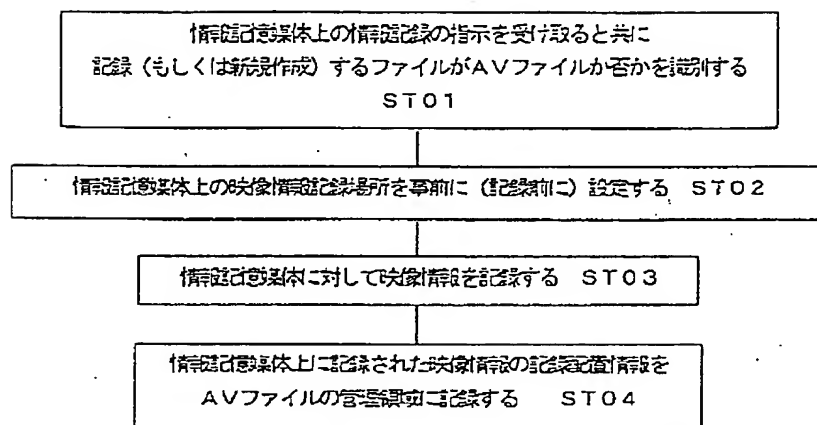 情報記憶媒体上の情報記録の指示を受け取ると共に
記録（もしくは新規作成）するファイルがAVファイルか否かを識別する
ST01
情報記憶媒体上の映像情報記録場所を事前に（記録前に）設定する ST02
情報記憶媒体に対して映像情報を記録する ST03
情報記憶媒体上に記録された映像情報の記録配置情報を
AVファイルの管理領域に記録する ST04